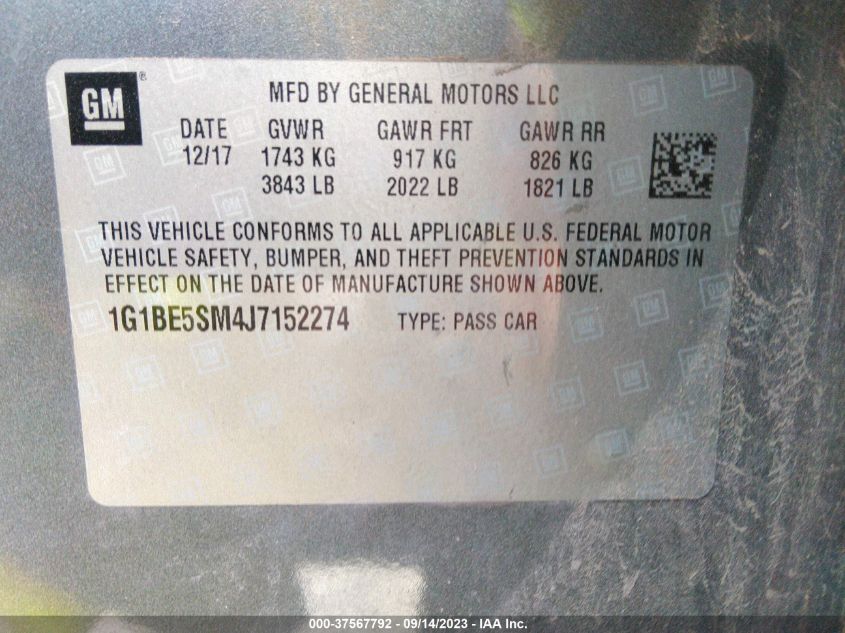 GM ® MFD BY GENERAL MOTORS LLC
DATE GVWR GAWR FRT GAWR RR
12/17 1743 KG 917 KG 826 KG
3843 LB 2022 LB 1821 LB
THIS VEHICLE CONFORMS TO ALL APPLICABLE U.S. FEDERAL MOTOR
VEHICLE SAFETY, BUMPER, AND THEFT PREVENTION STANDARDS IN
EFFECT ON THE DATE OF MANUFACTURE SHOWN ABOVE.
1G1BE5SM4J7152274 TYPE: PASS CAR
000-37567792 - 09/14/2023 - IAA Inc.